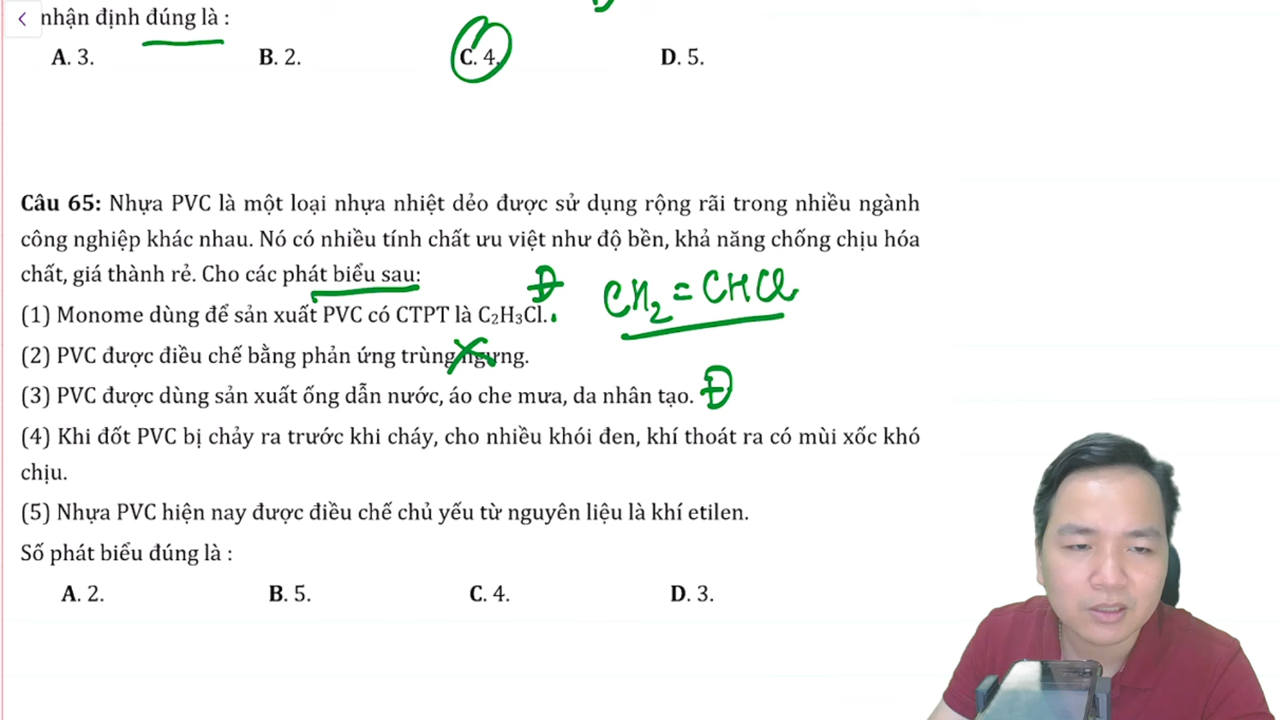 nhận định đúng là :
A. 3. B. 2. C. 4. D. 5.
Câu 65: Nhựa PVC là một loại nhựa nhiệt dẻo được sử dụng rộng rãi trong nhiều ngành
công nghiệp khác nhau. Nó có nhiều tính chất ưu việt như độ bền, khả năng chống chịu hóa
chất, giá thành rẻ. Cho các phát biểu sau:
Đ
CH₂ = CHCl
(1) Monome dùng để sản xuất PVC có CTPT là C₂H₃Cl.
(2) PVC được điều chế bằng phản ứng trùng ngưng.
(3) PVC được dùng sản xuất ống dẫn nước, áo che mưa, da nhân tạo. Đ
(4) Khi đốt PVC bị chảy ra trước khi cháy, cho nhiều khói đen, khí thoát ra có mùi xốc khó
chịu.
(5) Nhựa PVC hiện nay được điều chế chủ yếu từ nguyên liệu là khí etilen.
Số phát biểu đúng là :
A. 2. B. 5. C. 4. D. 3.